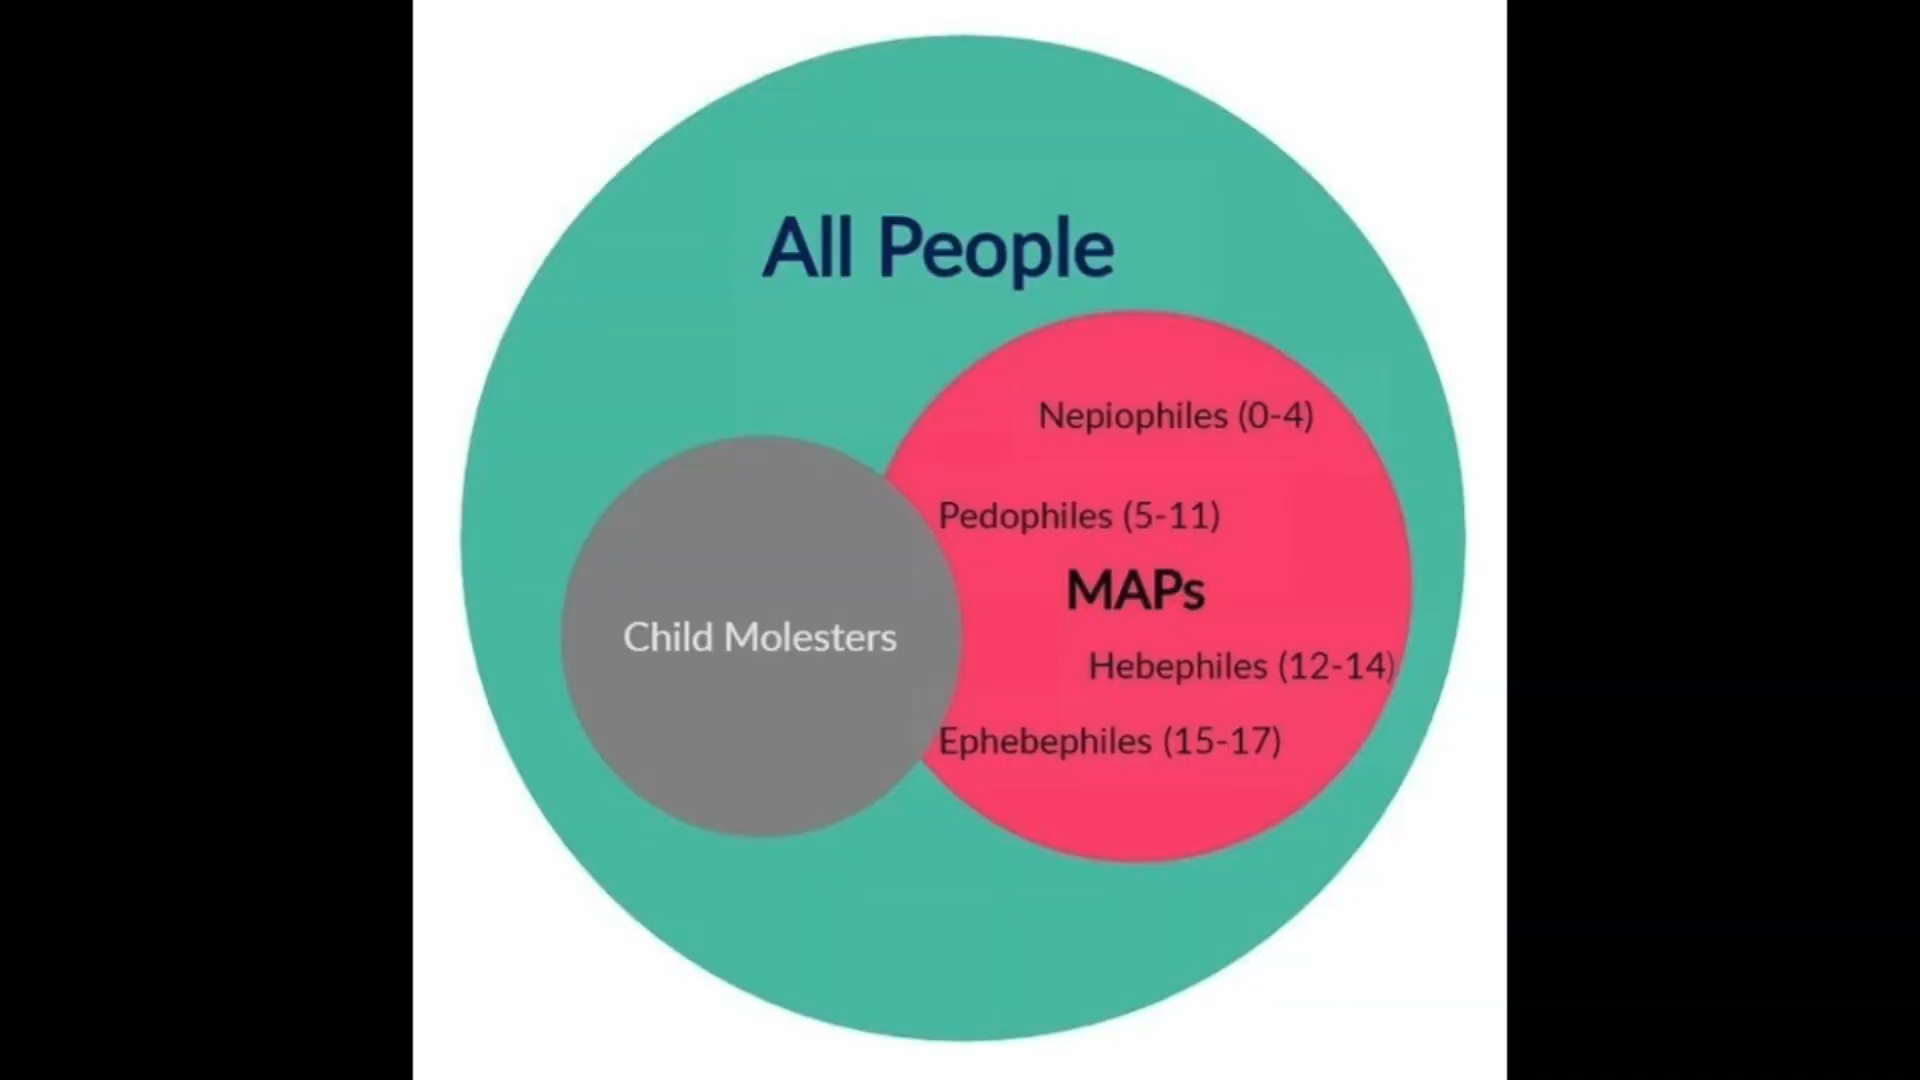 All People
Nepiophiles (0-4)
Pedophiles (5-11)
MAPs
Child Molesters
Hebephiles (12-14)
Ephebephiles (15-17)